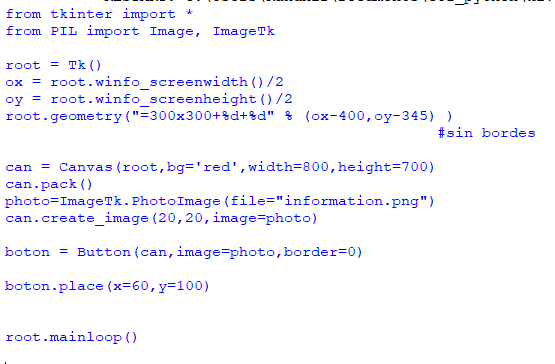 from tkinter import *
from PIL import Image, ImageTk
root = Tk()
ox = root.winfo_screenwidth()/2
oy = root.winfo_screenheight()/2
root.geometry("=300x300+%d+%d" % (ox-400,oy-345) )
#sin bordes
can = Canvas(root,bg='red',width=800,height=700)
can.pack()
photo=ImageTk.PhotoImage(file="information.png")
can.create_image(20,20,image=photo)
boton = Button(can,image=photo,border=0)
boton.place(x=60,y=100)
root.mainloop()